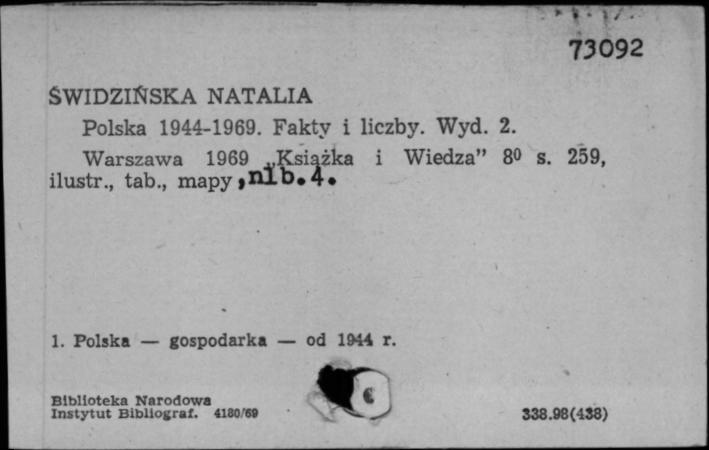 73092
ŚWIDZIŃSKA NATALIA
Polska 1944-1969. Fakty i liczby. Wyd. 2.
Warszawa 1969 „Książka i Wiedza” 8⁰ s. 259,
ilustr., tab., mapy,nlb.4.
1. Polska — gospodarka — od 1944 r.
Biblioteka Narodowa
Instytut Bibliograf. 4180/69
338.98(438)